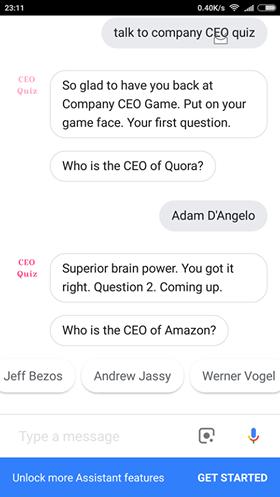 23:11 0.40K/s
talk to company CEO quiz
CEO
Quiz
So glad to have you back at
Company CEO Game. Put on your
game face. Your first question.
Who is the CEO of Quora?
Adam D'Angelo
CEO
Quiz
Superior brain power. You got it
right. Question 2. Coming up.
Who is the CEO of Amazon?
Jeff Bezos Andrew Jassy Werner Vogel
Type a message
Unlock more Assistant features GET STARTED